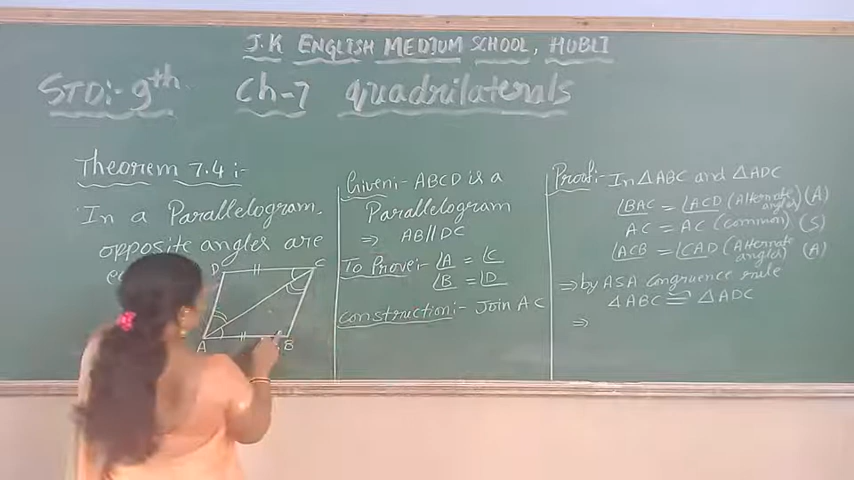 J.K ENGLISH MEDIUM SCHOOL, HUBLI
STD:- 9th Ch-7 quadrilaterals
Theorem 7.4:-
In a Parallelogram,
opposite angles are
D C
A B
Given:- ABCD is a
Parallelogram
⇒ AB∥DC
To Prove:- ∠A = ∠C
∠B = ∠D
construction:- Join AC
Proof:- In △ABC and △ADC
∠BAC = ∠ACD (Alternate angles) (A)
AC = AC (common) (S)
∠ACB = ∠CAD (Alternate angles) (A)
⇒ by ASA congruence rule
△ABC ≅ △ADC
⇒